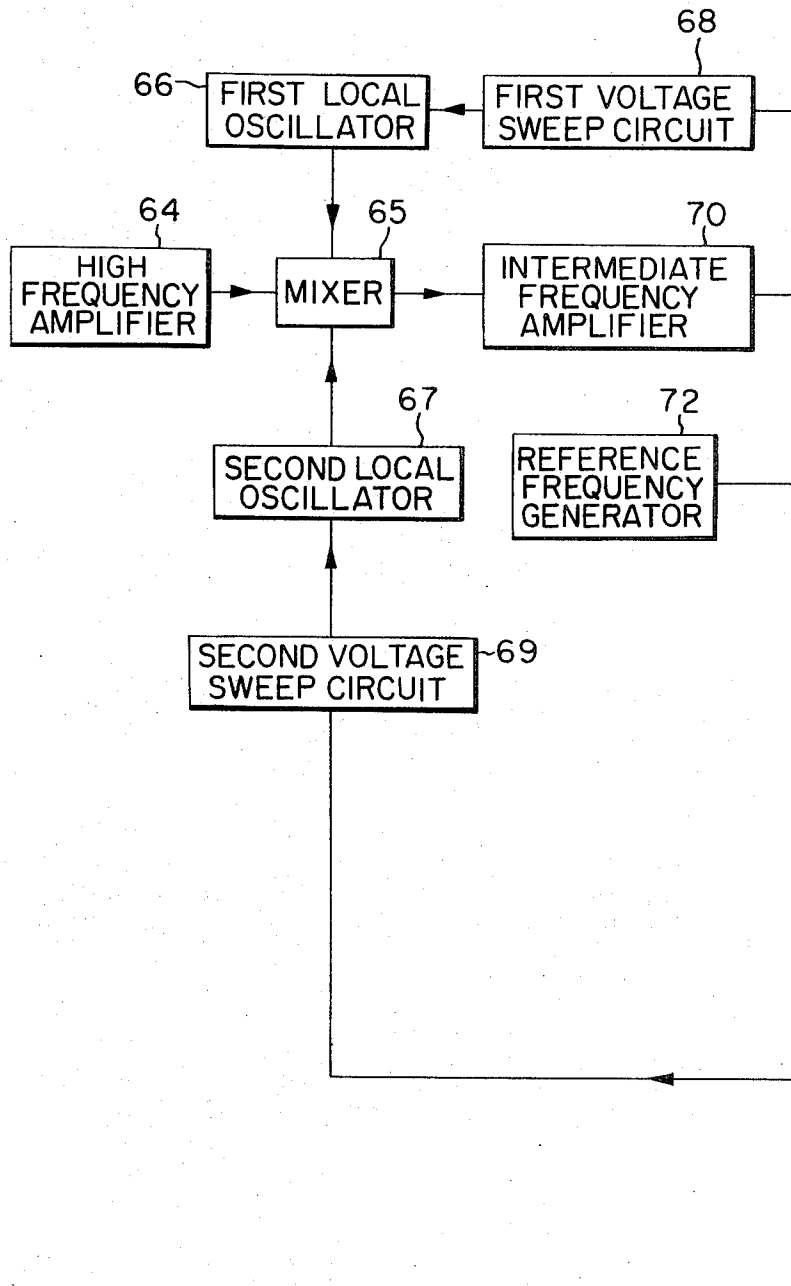 68
66
FIRST LOCAL
OSCILLATOR
FIRST VOLTAGE
SWEEP CIRCUIT
64
65
70
HIGH
FREQUENCY
AMPLIFIER
MIXER
INTERMEDIATE
FREQUENCY
AMPLIFIER
67
72
SECOND LOCAL
OSCILLATOR
REFERENCE
FREQUENCY
GENERATOR
SECOND VOLTAGE
SWEEP CIRCUIT
69